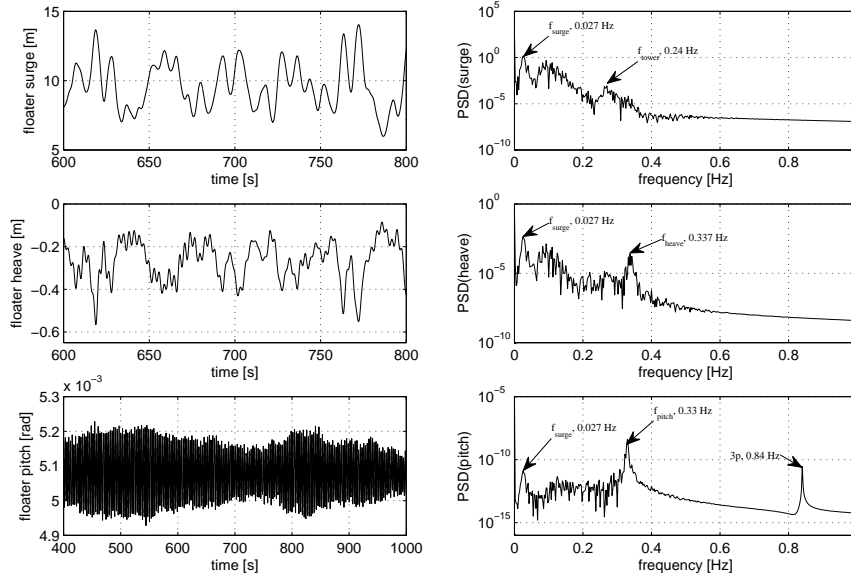 15
10
5
600 650 700 750 800
time [s]
floater surge [m]
10^5
10^0
10^−5
10^−10
0 0.2 0.4 0.6 0.8
frequency [Hz]
PSD(surge)
f_surge, 0.027 Hz
f_tower, 0.24 Hz
0
−0.2
−0.4
−0.6
600 650 700 750 800
time [s]
floater heave [m]
10^0
10^−5
10^−10
0 0.2 0.4 0.6 0.8
frequency [Hz]
PSD(heave)
f_surge, 0.027 Hz
f_heave, 0.337 Hz
x 10^−3
5.3
5.2
5.1
5
4.9
400 500 600 700 800 900 1000
time [s]
floater pitch [rad]
10^−10
10^−15
0 0.2 0.4 0.6 0.8
frequency [Hz]
PSD(pitch)
f_surge, 0.027 HZ
f_pitch, 0.33 Hz
3p, 0.84 Hz